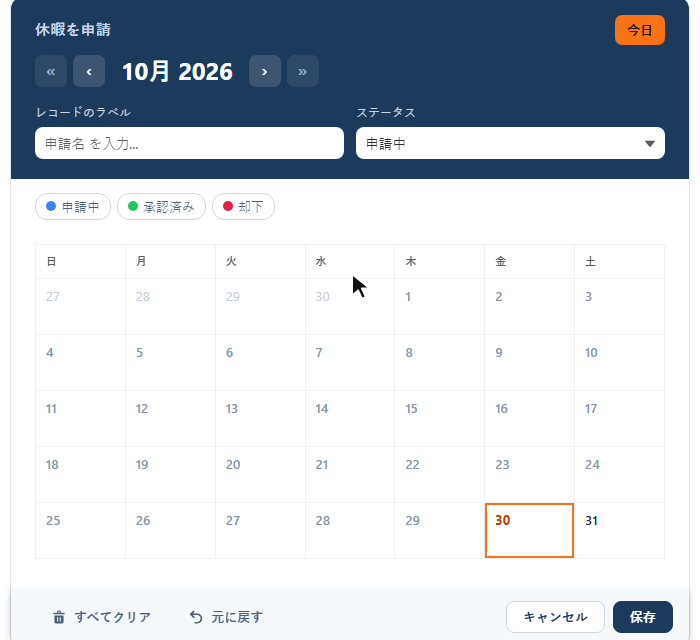 休暇を申請
今日
« ‹ 10月 2026 › »
レコードのラベル ステータス
申請名 を入力... 申請中
申請中 承認済み 却下
日 月 火 水 木 金 土
27 28 29 30 1 2 3
4 5 6 7 8 9 10
11 12 13 14 15 16 17
18 19 20 21 22 23 24
25 26 27 28 29 30 31
すべてクリア 元に戻す キャンセル 保存